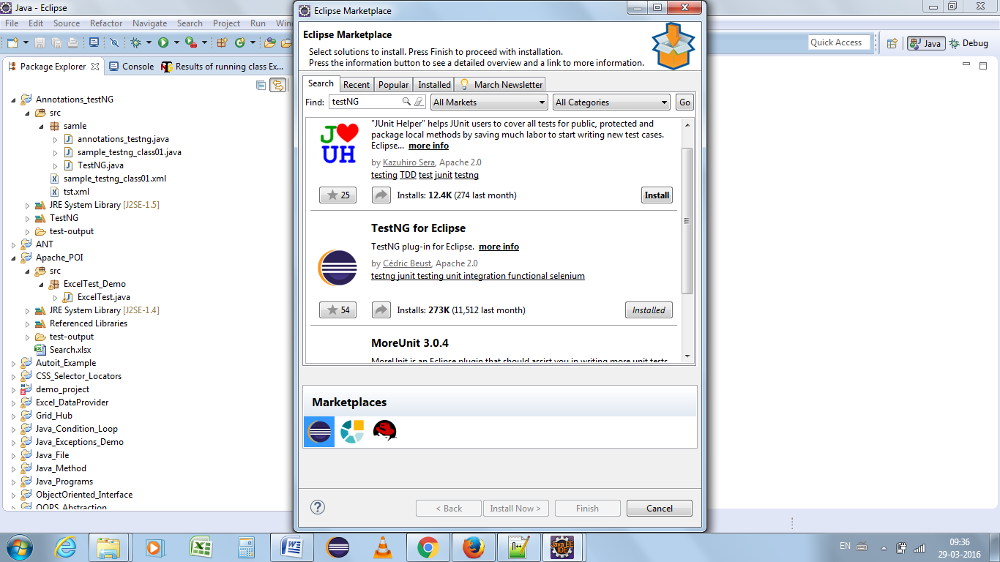 Java - Eclipse
File Edit Source Refactor Navigate Search Project Run
Quick Access
Java
Debug
Package Explorer
Console
Results of running class Ex...
Annotations_testNG
src
samle
annotations_testng.java
sample_testng_class01.java
TestNG.java
sample_testng_class01.xml
tst.xml
JRE System Library [J2SE-1.5]
TestNG
test-output
ANT
Apache_POI
src
ExcelTest_Demo
ExcelTest.java
JRE System Library [J2SE-1.4]
Referenced Libraries
test-output
Search.xlsx
Autoit_Example
CSS_Selector_Locators
demo_project
Excel_DataProvider
Grid_Hub
Java_Condition_Loop
Java_Exceptions_Demo
Java_File
Java_Method
Java_Programs
ObjectOriented_Interface
OOPS_Abstraction
Eclipse Marketplace
Eclipse Marketplace
Select solutions to install. Press Finish to proceed with installation.
Press the information button to see a detailed overview and a link to more information.
Search Recent Popular Installed March Newsletter
Find: testNG All Markets All Categories Go
J UH
"JUnit Helper" helps JUnit users to cover all tests for public, protected and
package local methods by saving much labor to start writing new test cases.
Eclipse... more info
by Kazuhiro Sera, Apache 2.0
testing TDD test junit testng
25 Installs: 12.4K (274 last month) Install
TestNG for Eclipse
TestNG plug-in for Eclipse. more info
by Cédric Beust, Apache 2.0
testng junit testing unit integration functional selenium
54 Installs: 273K (11,512 last month) Installed
MoreUnit 3.0.4
MoreUnit is an Eclipse plugin that should assist you in writing more unit tests
Marketplaces
? < Back Install Now > Finish Cancel
Java EE
IDE
EN
09:36
29-03-2016